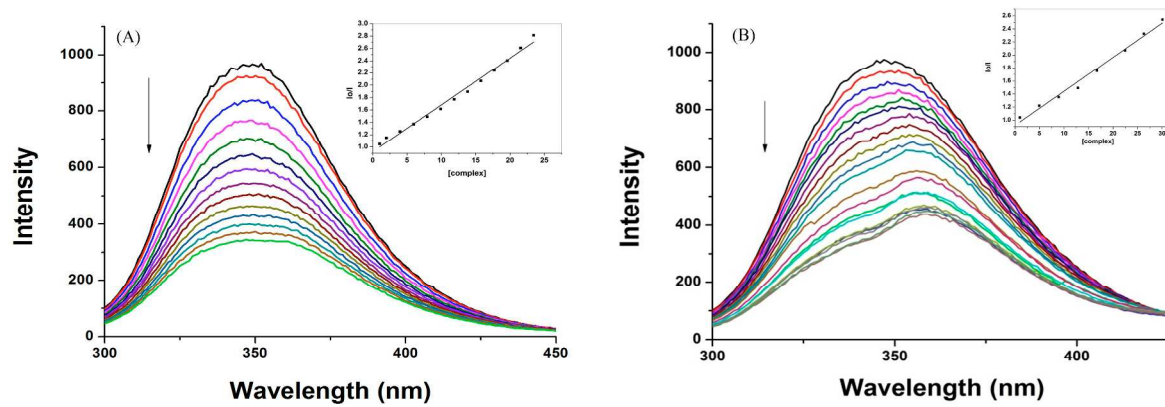 (A)
3.0
2.8
2.6
2.4
2.2
2.0
1.8
1.6
1.4
1.2
1.0
Io/I
0 5 10 15 20 25
[complex]
1000
800
600
400
200
0
Intensity
300 350 400 450
Wavelength (nm)
(B)
2.6
2.4
2.2
2.0
1.8
1.6
1.4
1.2
1.0
Io/I
0 5 10 15 20 25 30
[complex]
1000
800
600
400
200
0
Intensity
300 350 400
Wavelength (nm)